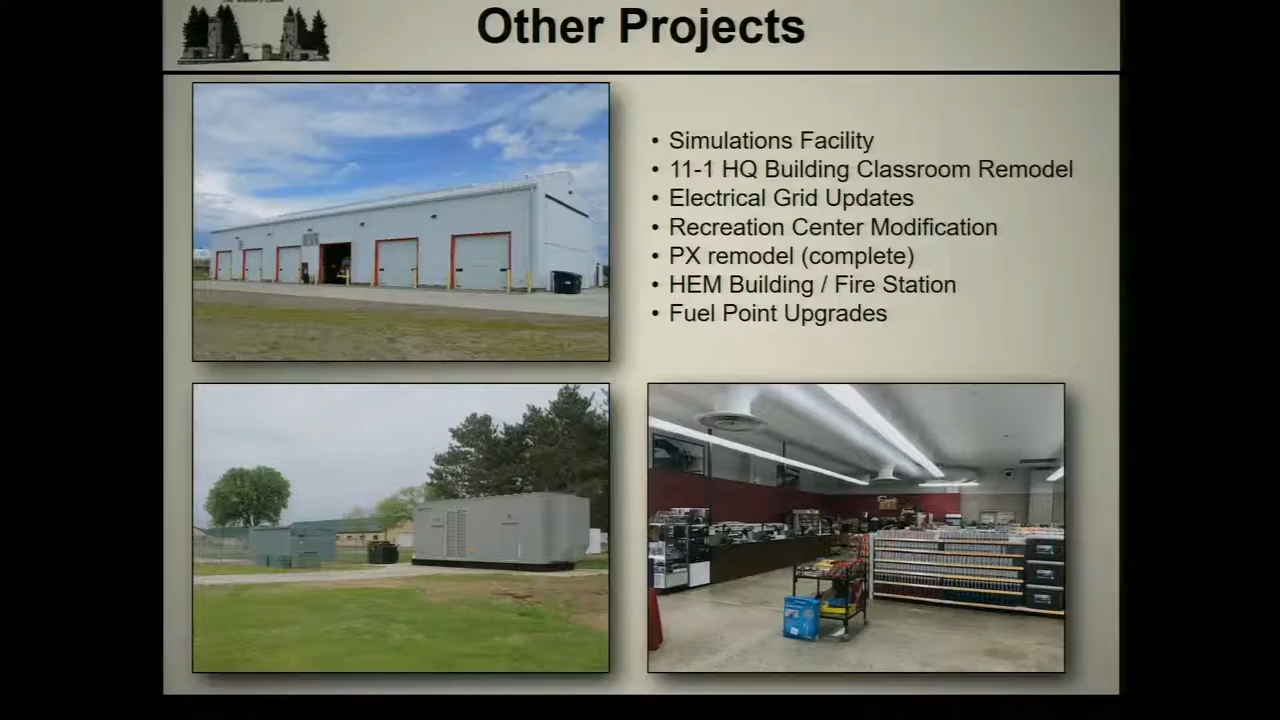 Other Projects
• Simulations Facility
• 11-1 HQ Building Classroom Remodel
• Electrical Grid Updates
• Recreation Center Modification
• PX remodel (complete)
• HEM Building / Fire Station
• Fuel Point Upgrades